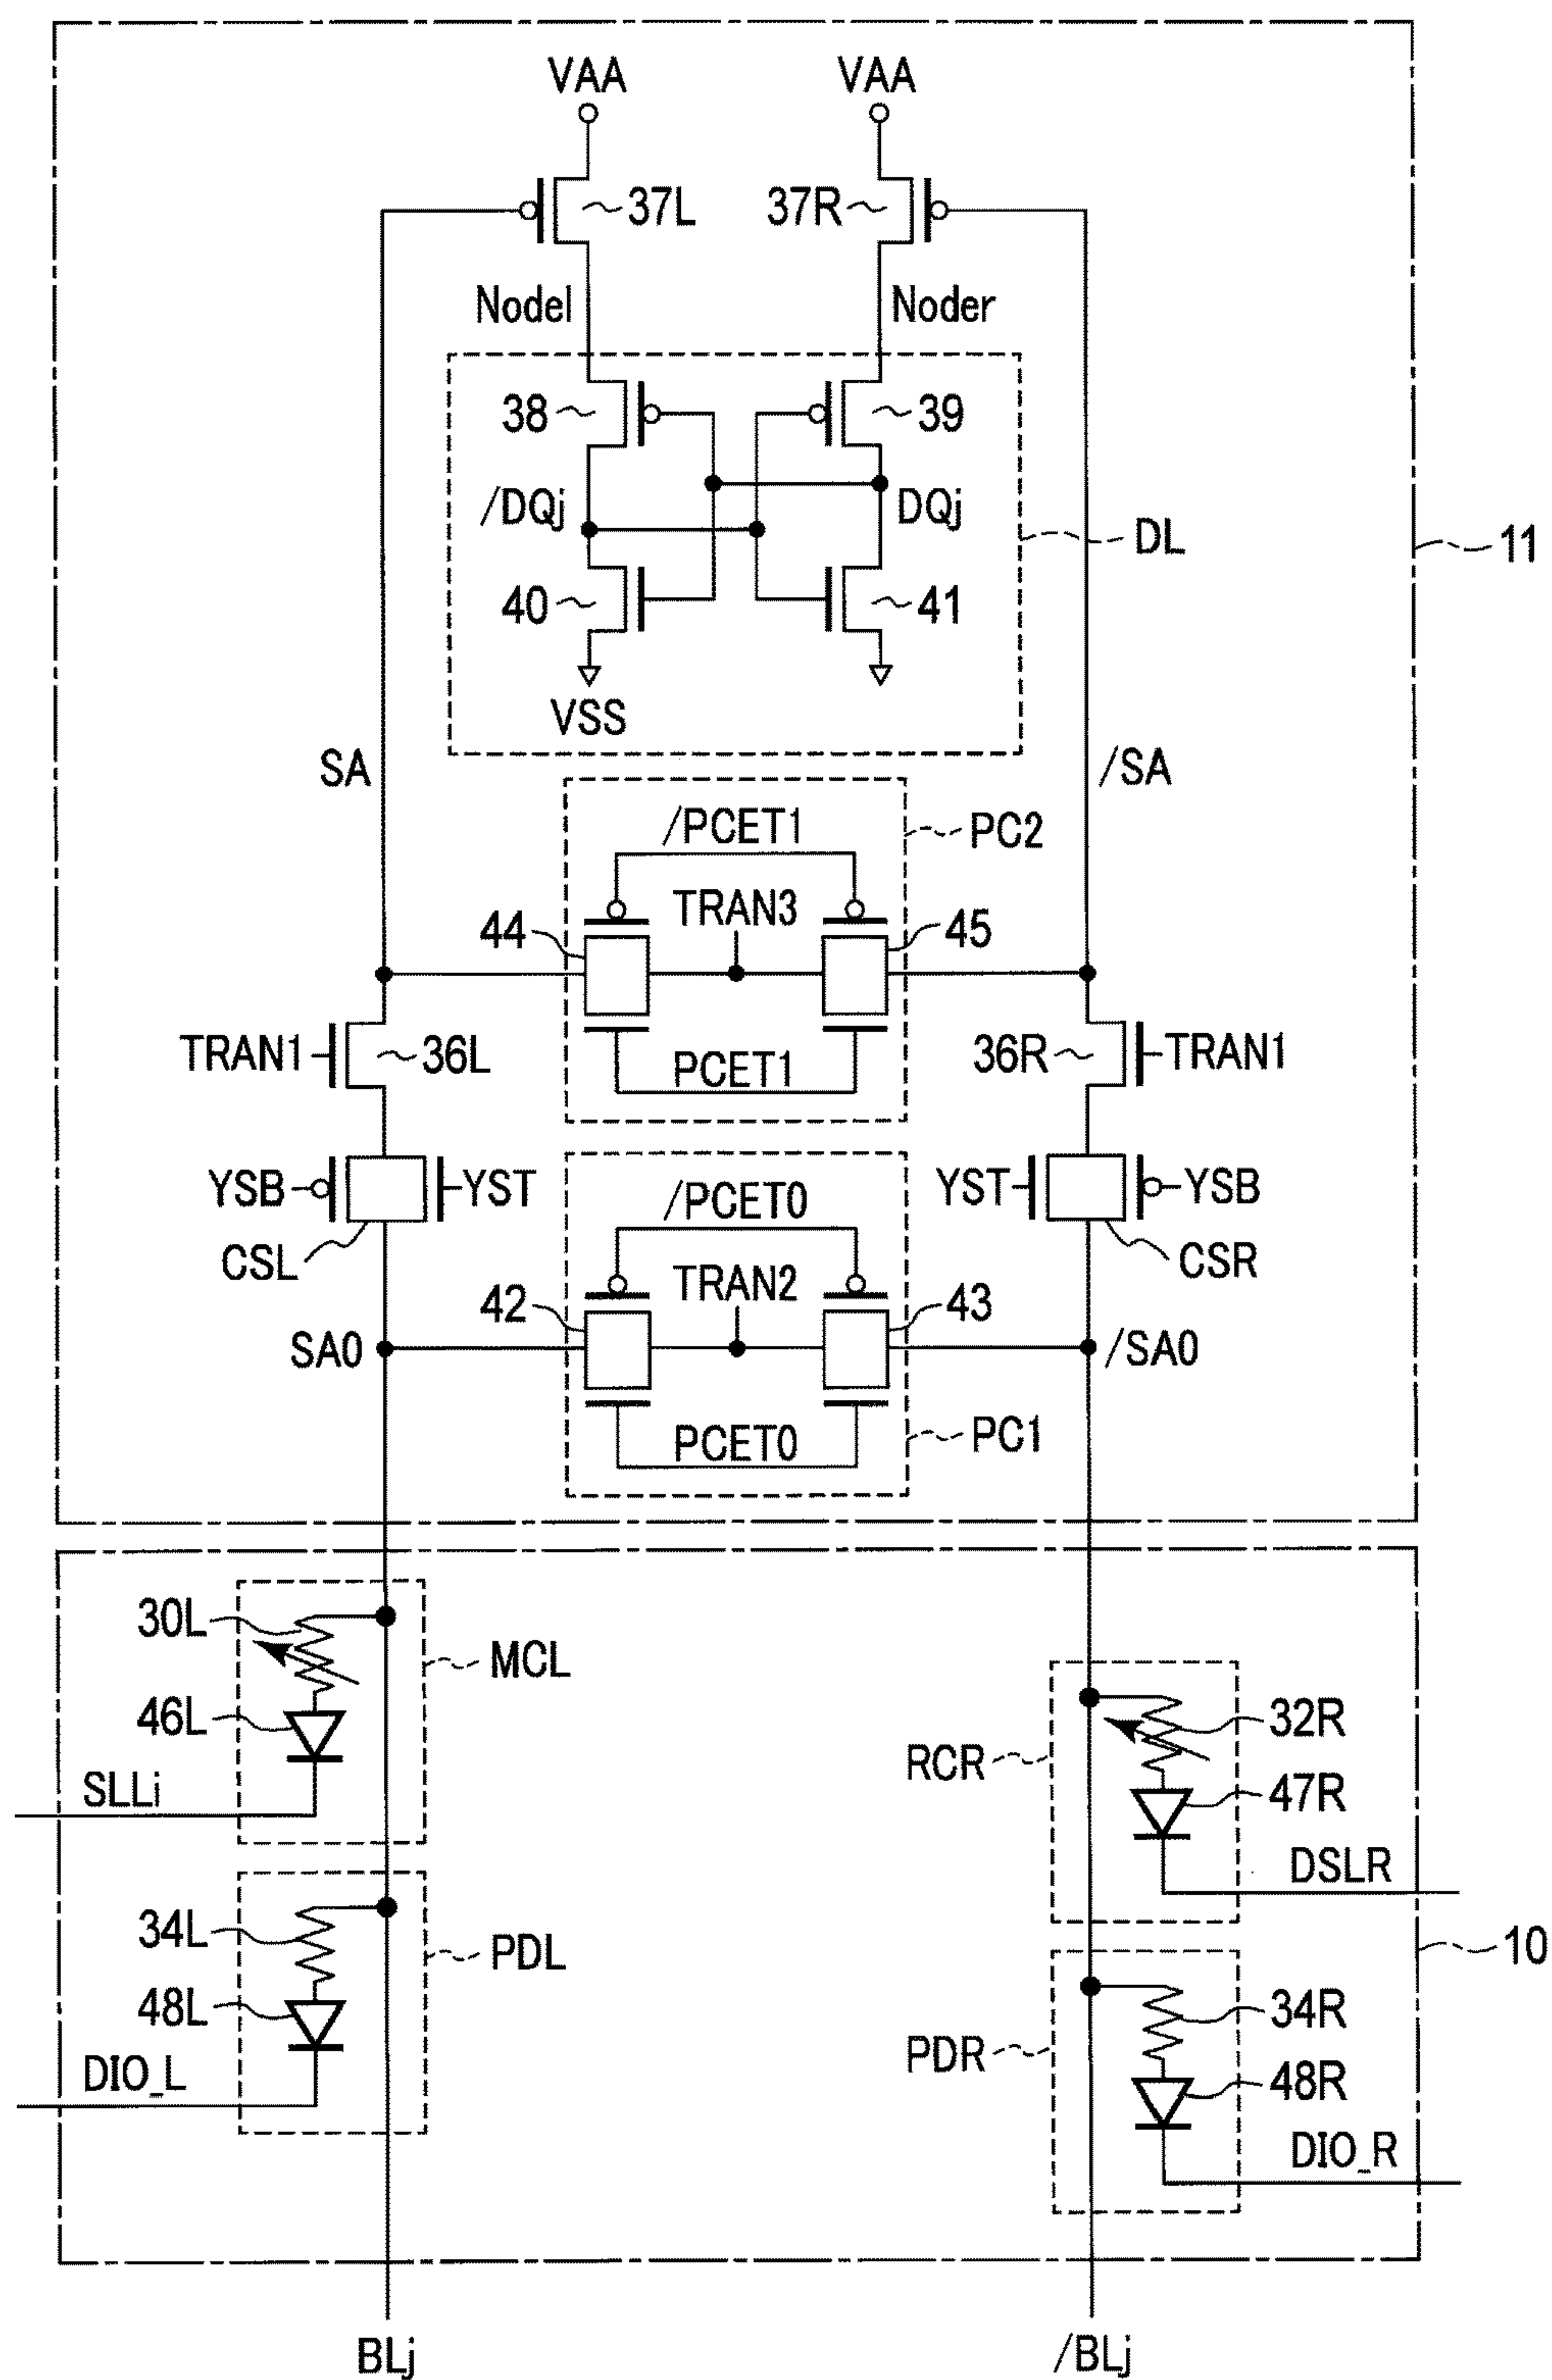 VAA VAA
37L 37R
Nodel Noder
38 39
/DQj DQj
DL
11
40 41
VSS
SA /SA
/PCET1
PC2
TRAN3
44 45
TRAN1 36L 36R TRAN1
PCET1
YSB YST YST YSB
/PCET0
CSL CSR
TRAN2
42 43
SA0 /SA0
PCET0
PC1
30L
MCL
46L
32R
RCR
SLLi
47R
DSLR
34L
PDL
10
48L
34R
PDR
DIO_L
48R
DIO_R
BLj /BLj